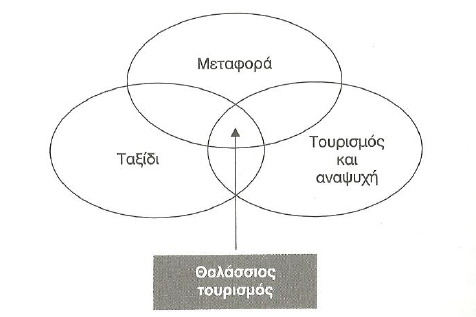 Μεταφορά
Ταξίδι
Τουρισμός
και
αναψυχή
Θαλάσσιος
τουρισμός